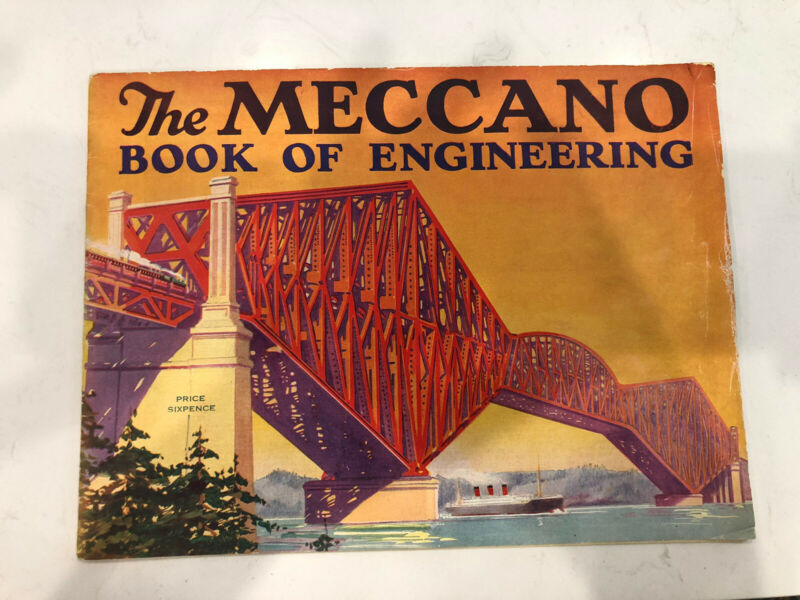 The MECCANO
BOOK OF ENGINEERING
PRICE
SIXPENCE